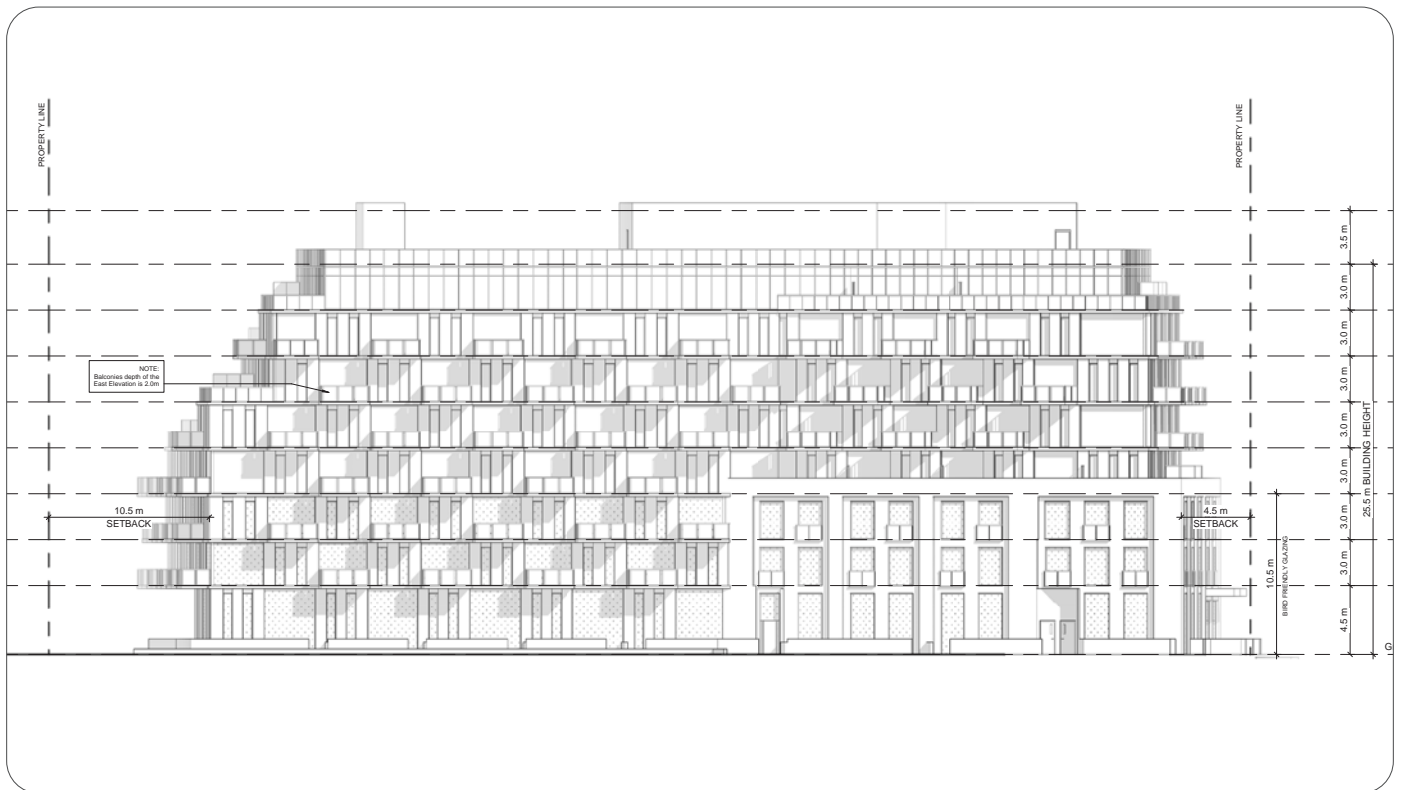 PROPERTY LINE
PROPERTY LINE
3.5 m
3.0 m
3.0 m
NOTE:
Balconies depth of the
East Elevation is 2.0m
3.0 m
3.0 m
3.0 m
25.5 m BUILDING HEIGHT
10.5 m
SETBACK
4.5 m
SETBACK
3.0 m
3.0 m
10.5 m
BIRD FRIENDLY GLAZING
4.5 m
G